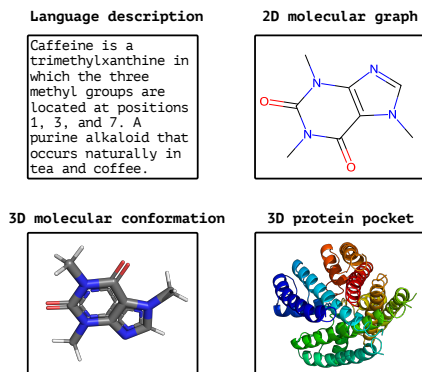 Language description
Caffeine is a
trimethylxanthine in
which the three
methyl groups are
located at positions
1, 3, and 7. A
purine alkaloid that
occurs naturally in
tea and coffee.
2D molecular graph
N
N
O
N
N
O
3D molecular conformation
3D protein pocket